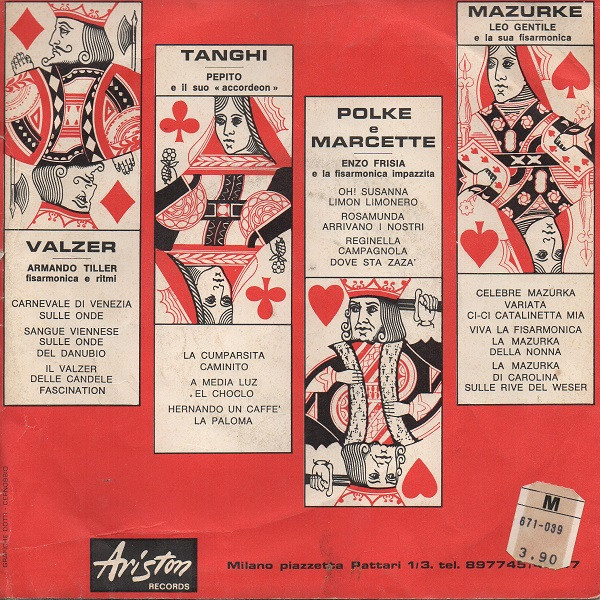 VALZER
ARMANDO TILLER
fisarmonica e ritmi
CARNEVALE DI VENEZIA
SULLE ONDE
SANGUE VIENNESE
SULLE ONDE
DEL DANUBIO
IL VALZER
DELLE CANDELE
FASCINATION
TANGHI
PEPITO
e il suo « accordeon »
LA CUMPARSITA
CAMINITO
A MEDIA LUZ
EL CHOCLO
HERNANDO UN CAFFE'
LA PALOMA
POLKE
e
MARCETTE
ENZO FRISIA
e la fisarmonica impazzita
OH! SUSANNA
LIMON LIMONERO
ROSAMUNDA
ARRIVANO I NOSTRI
REGINELLA
CAMPAGNOLA
DOVE STA ZAZA'
MAZURKE
LEO GENTILE
e la sua fisarmonica
CELEBRE MAZURKA
VARIATA
CI-CI CATALINETTA MIA
VIVA LA FISARMONICA
LA MAZURKA
DELLA NONNA
LA MAZURKA
DI CAROLINA
SULLE RIVE DEL WESER
GRAFICHE GOTTI - CERNOBBIO
Ariston
RECORDS
Milano piazzetta Pattari 1/3. tel.
M
671-039
3.90